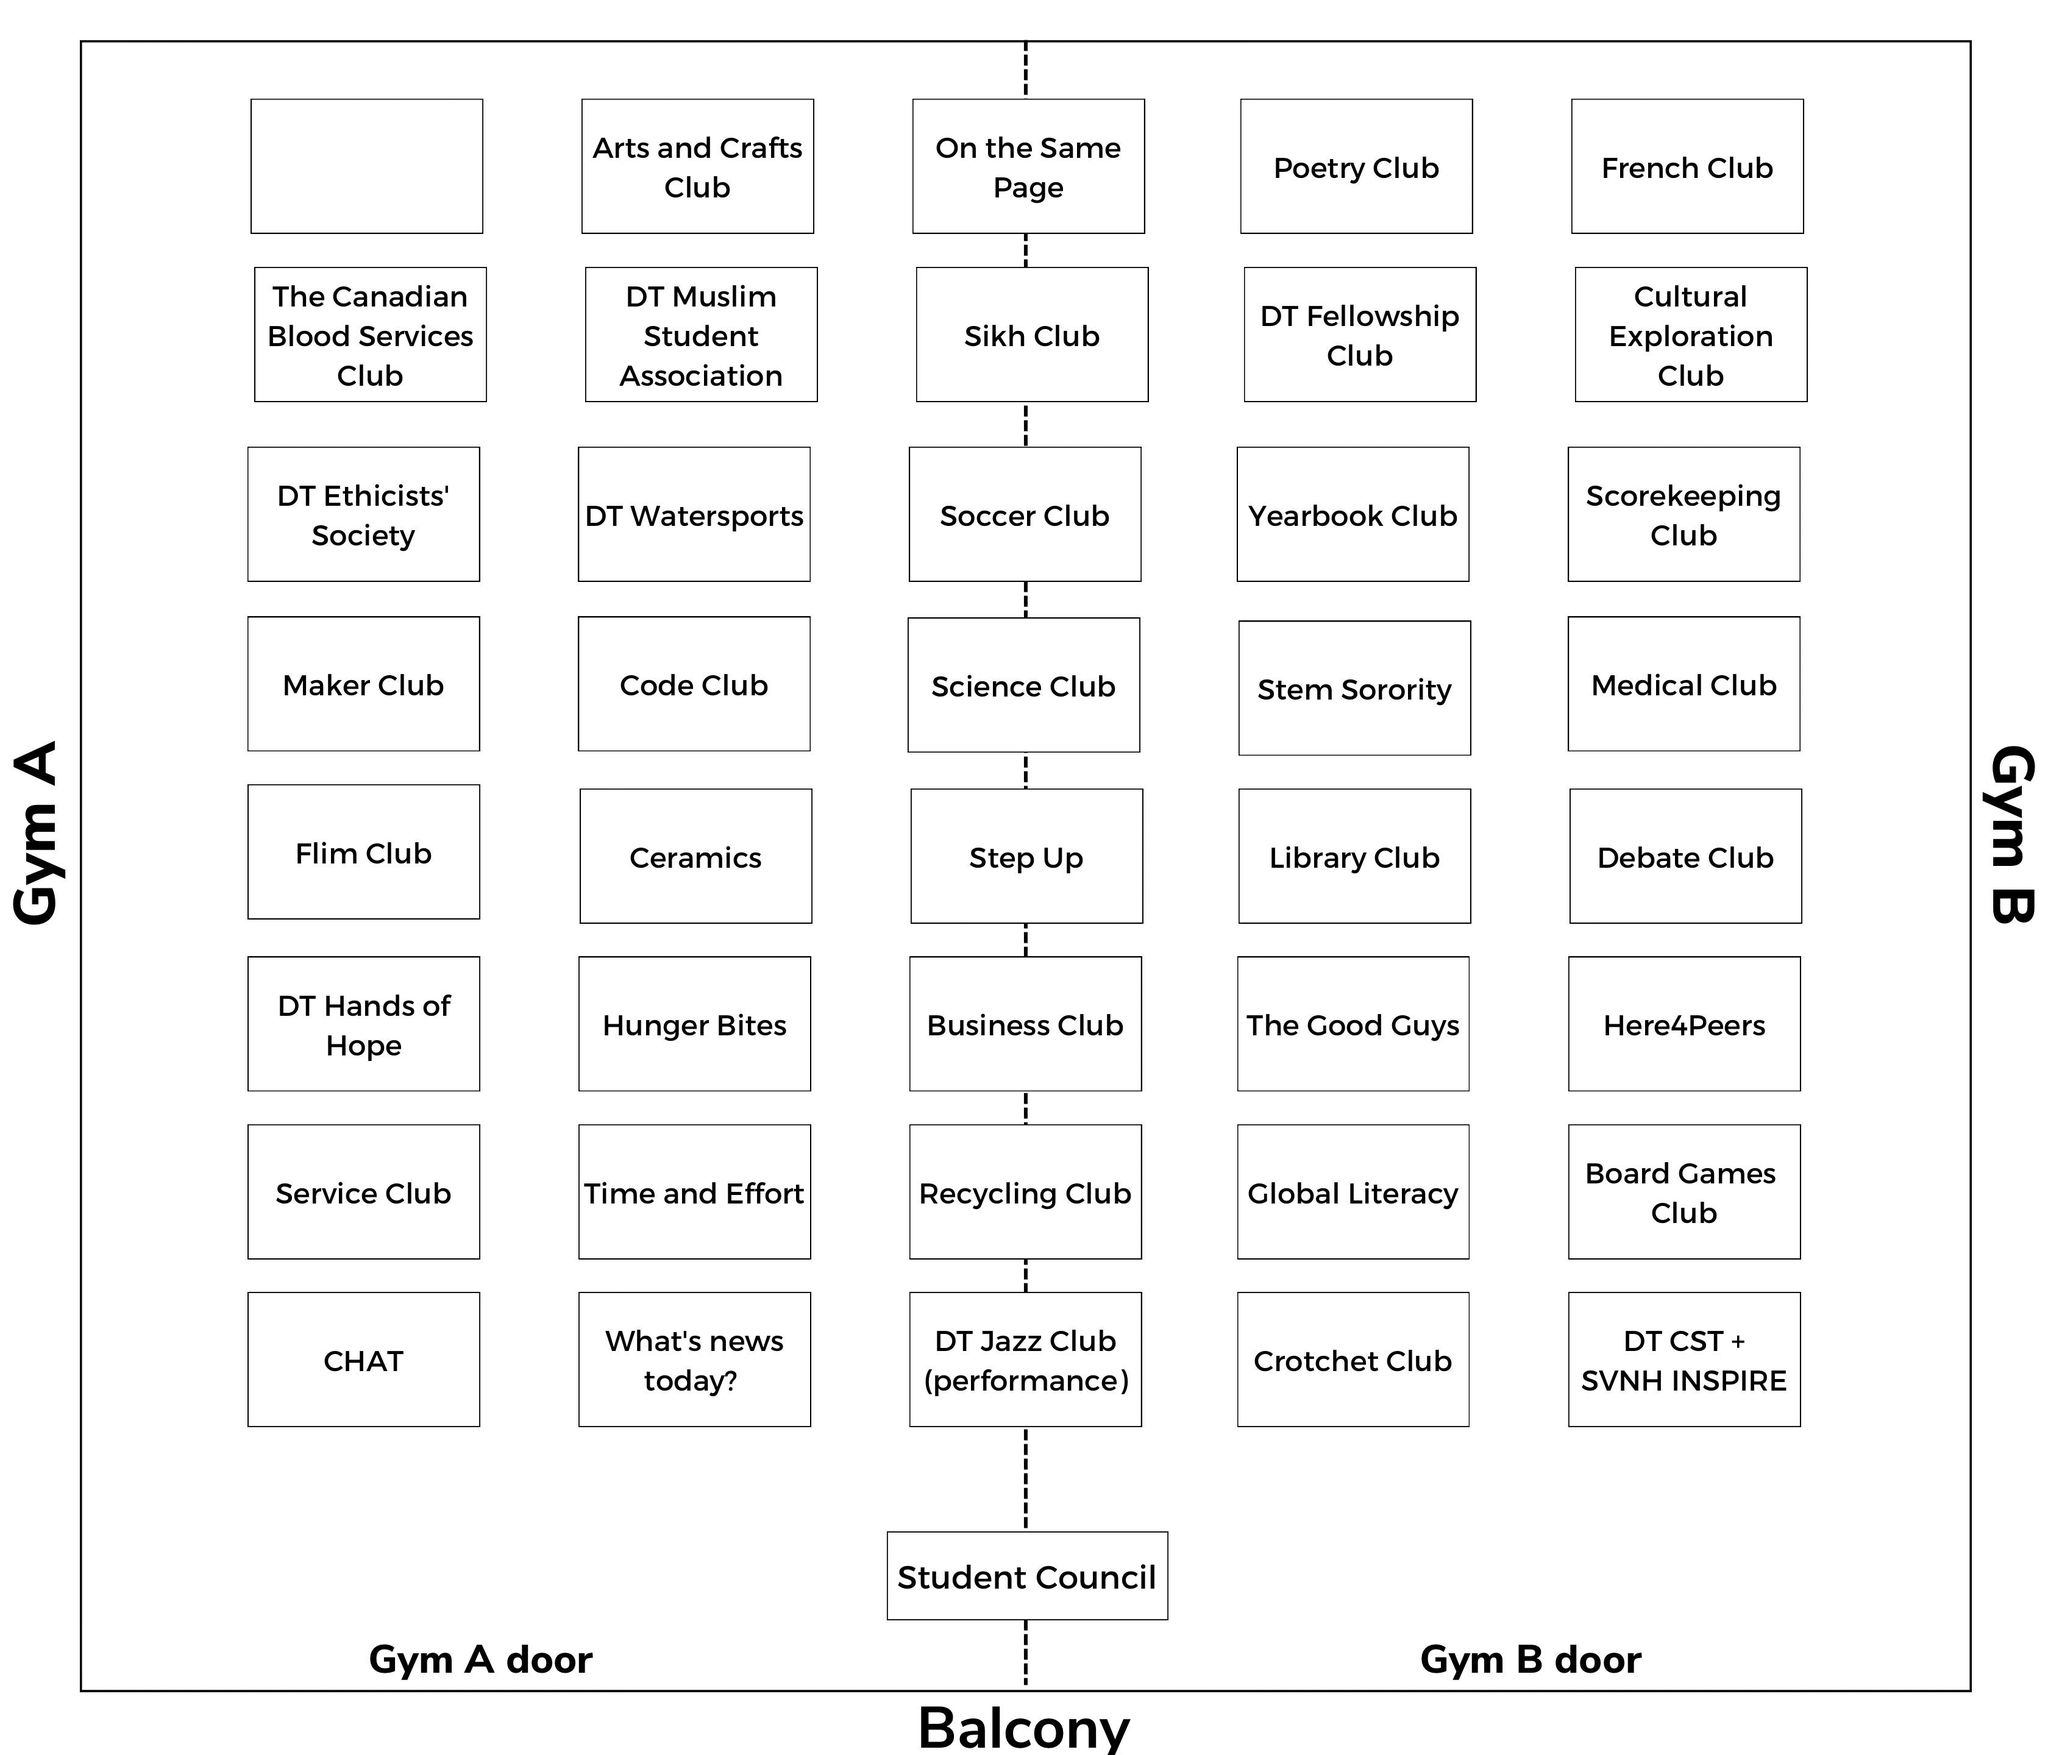 Arts and Crafts
Club
On the Same
Page
Poetry Club
French Club
The Canadian
Blood Services
Club
DT Muslim
Student
Association
Sikh Club
DT Fellowship
Club
Cultural
Exploration
Club
DT Ethicists'
Society
DT Watersports
Soccer Club
Yearbook Club
Scorekeeping
Club
Maker Club
Code Club
Science Club
Stem Sorority
Medical Club
Gym A
Gym B
Flim Club
Ceramics
Step Up
Library Club
Debate Club
DT Hands of
Hope
Hunger Bites
Business Club
The Good Guys
Here4Peers
Service Club
Time and Effort
Recycling Club
Global Literacy
Board Games
Club
CHAT
What's news
today?
DT Jazz Club
(performance)
Crotchet Club
DT CST +
SVNH INSPIRE
Student Council
Gym A door
Gym B door
Balcony